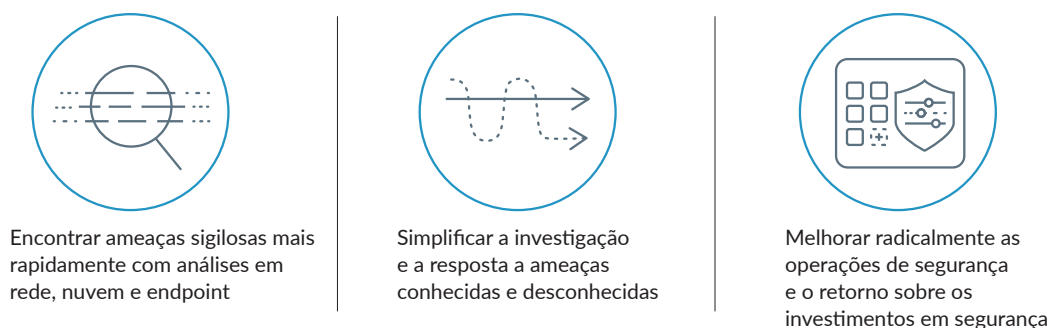 Encontrar ameaças sigilosas mais
rapidamente com análises em
rede, nuvem e endpoint
Simplificar a investigação
e a resposta a ameaças
conhecidas e desconhecidas
Melhorar radicalmente as
operações de segurança
e o retorno sobre os
investimentos em segurança